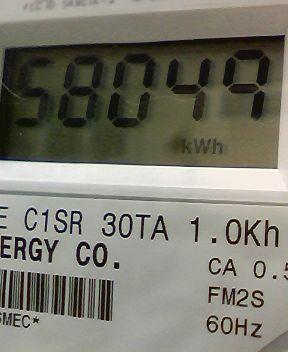 58049
kWh
E C1SR 30TA 1.0Kh
ERGY CO.
CA 0.5
FM2S
60Hz
SMEC*